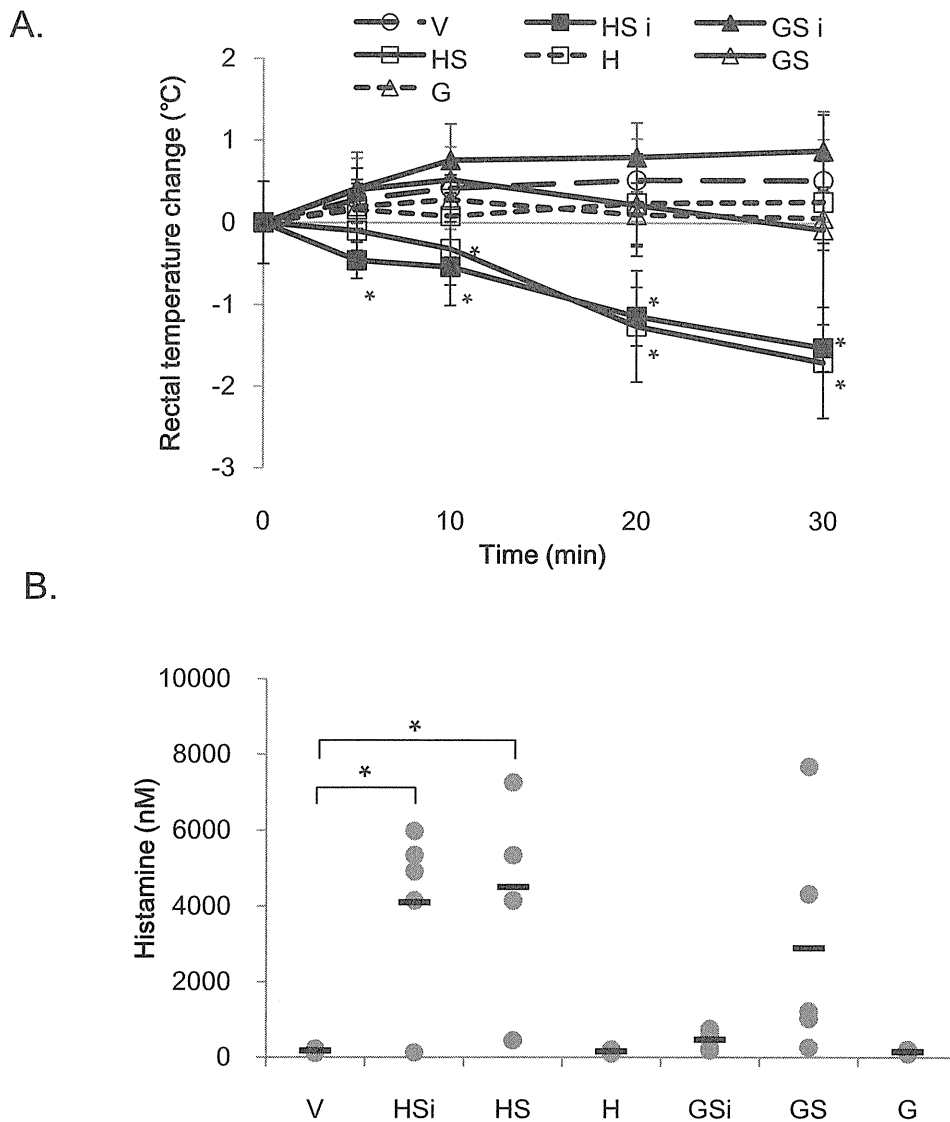 A.
V HS i GS i
HS H GS
G
Rectal temperature change (°C)
2
1
0
-1
-2
-3
*
*
*
*
*
*
*
0 10 20 30
Time (min)
B.
Histamine (nM)
10000
8000
6000
4000
2000
0
*
*
V HSi HS H GSi GS G